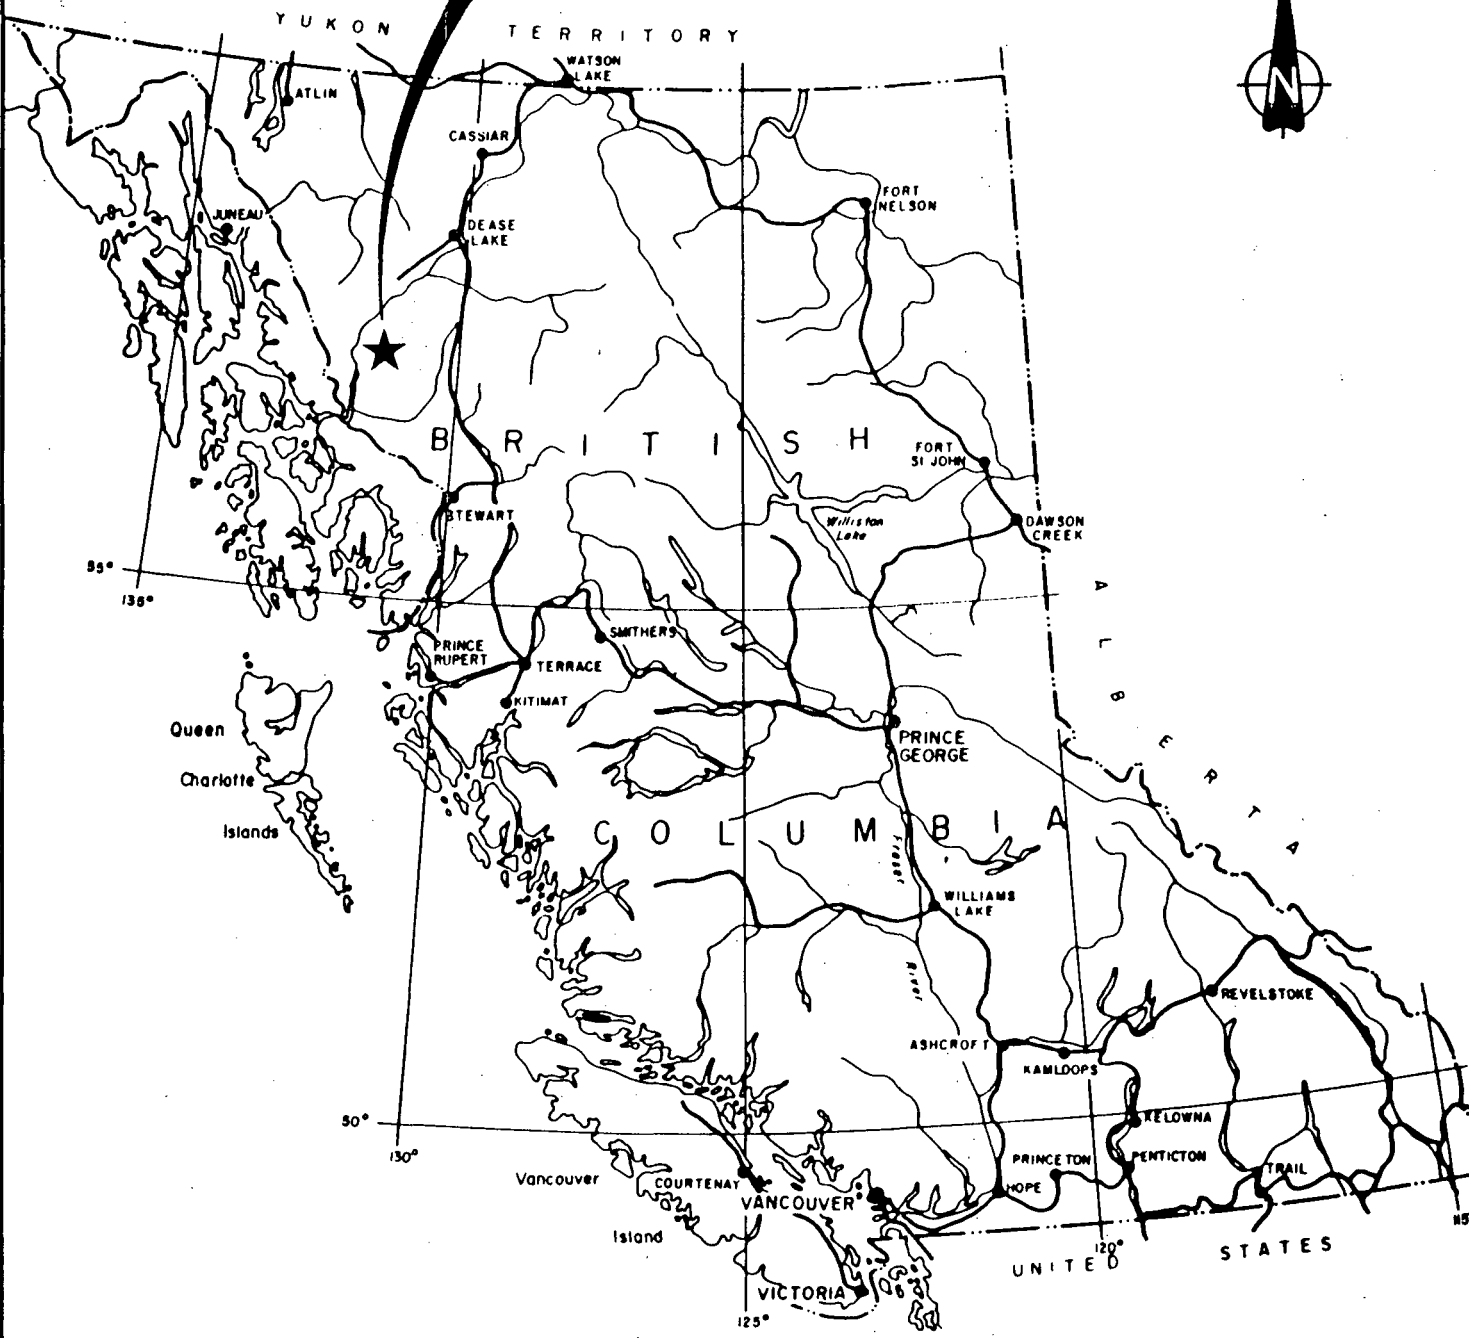 YUKON TERRITORY
WATSON
LAKE
ATLIN
N
CASSIAR
FORT
NELSON
JUNEAU
DEASE
LAKE
BRITISH
FORT
ST JOHN
STEWART
Williston
Lake
DAWSON
CREEK
55°
135°
ALBERTA
SMITHERS
PRINCE
RUPERT
TERRACE
KITIMAT
Queen
Charlotte
Islands
PRINCE
GEORGE
COLUMBIA
Fraser
River
WILLIAMS
LAKE
REVELSTOKE
ASHCROFT
KAMLOOPS
50°
130°
KELOWNA
PRINCETON
PENTICTON
TRAIL
HOPE
Vancouver
Island
COURTENAY
VANCOUVER
115
120°
UNITED STATES
VICTORIA
125°